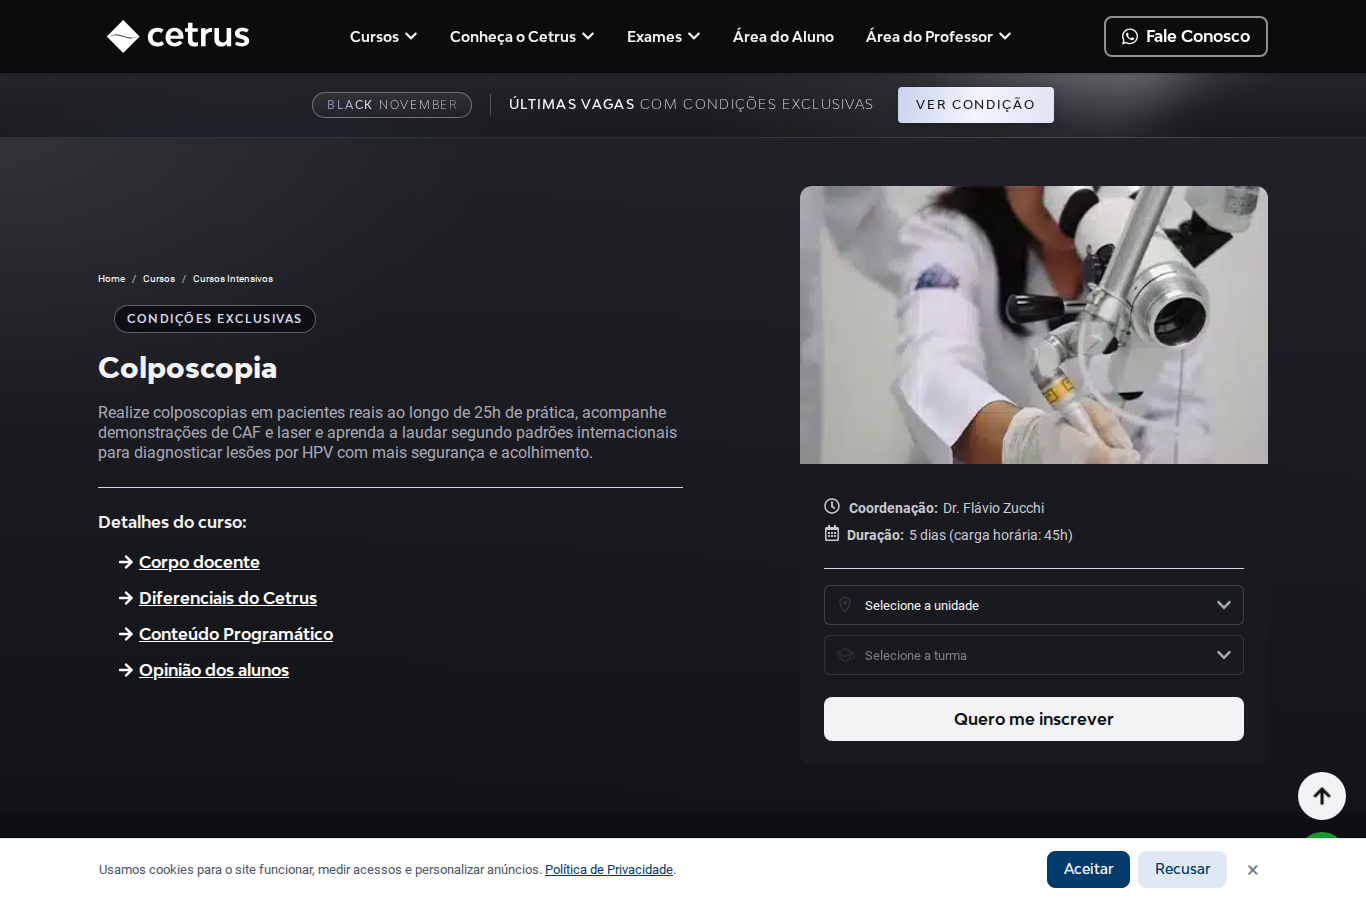 cetrus
Cursos
Conheça o Cetrus
Exames
Área do Aluno
Área do Professor
Fale Conosco
BLACK NOVEMBER
ÚLTIMAS VAGAS COM CONDIÇÕES EXCLUSIVAS
VER CONDIÇÃO
Home / Cursos / Cursos Intensivos
CONDIÇÕES EXCLUSIVAS
Colposcopia
Realize colposcopias em pacientes reais ao longo de 25h de prática, acompanhe
demonstrações de CAF e laser e aprenda a laudar segundo padrões internacionais
para diagnosticar lesões por HPV com mais segurança e acolhimento.
Detalhes do curso:
Corpo docente
Diferenciais do Cetrus
Conteúdo Programático
Opinião dos alunos
Coordenação: Dr. Flávio Zucchi
Duração: 5 dias (carga horária: 45h)
Selecione a unidade
Selecione a turma
Quero me inscrever
Usamos cookies para o site funcionar, medir acessos e personalizar anúncios. Política de Privacidade.
Aceitar
Recusar
×